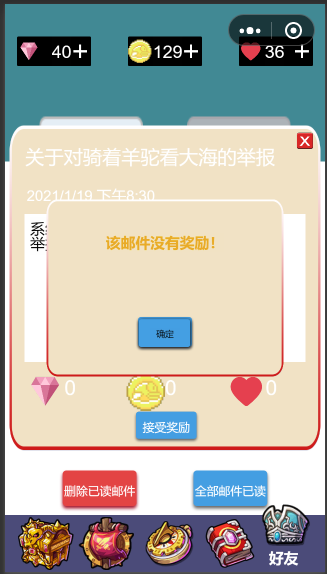 40+
129+
36 +
关于对骑着羊驼看大海的举报
2021/1/19 下午8:30
系
举
该邮件没有奖励！
确定
0
0
0
接受奖励
删除已读邮件
全部邮件已读
好友